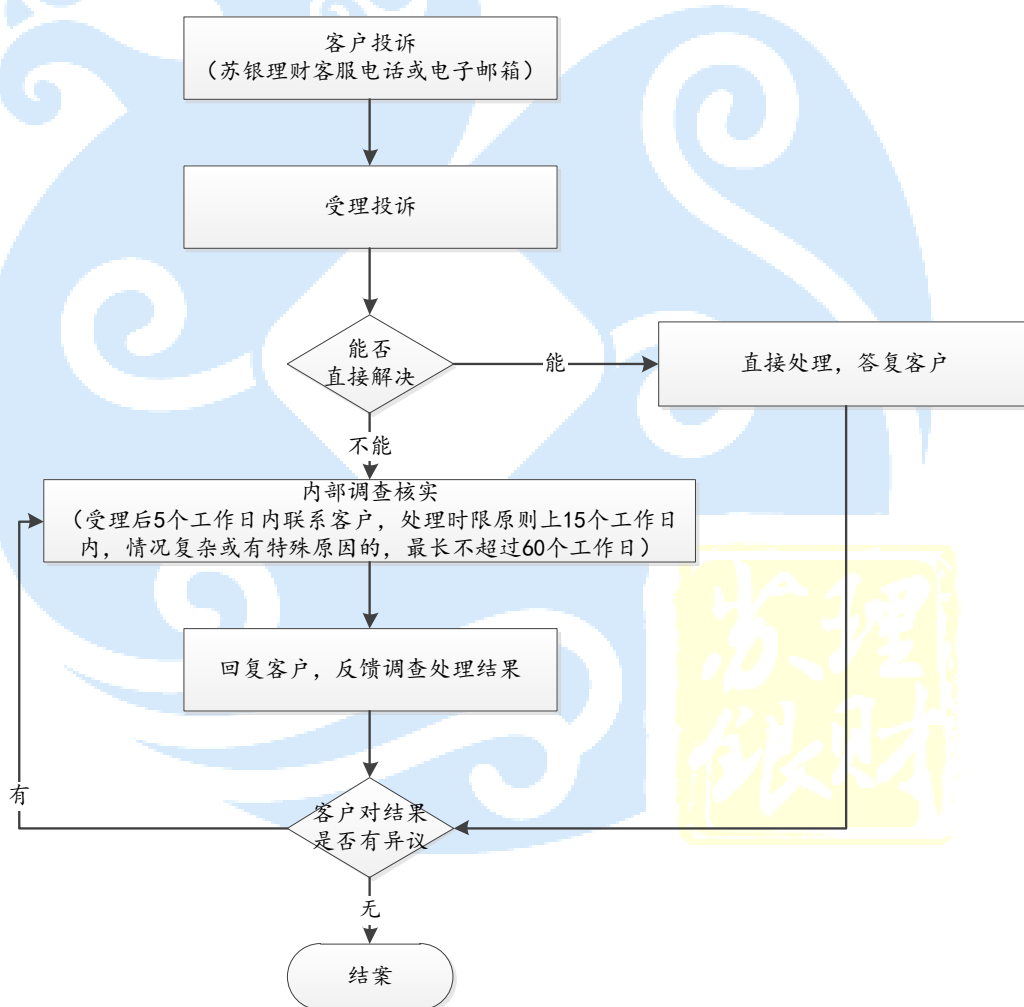 客户投诉
（苏银理财客服电话或电子邮箱）
受理投诉
能否
直接解决
能
直接处理，答复客户
不能
内部调查核实
（受理后5个工作日内联系客户，处理时限原则上15个工作日
内，情况复杂或有特殊原因的，最长不超过60个工作日）
回复客户，反馈调查处理结果
有
客户对结果
是否有异议
无
结案
苏理
银财